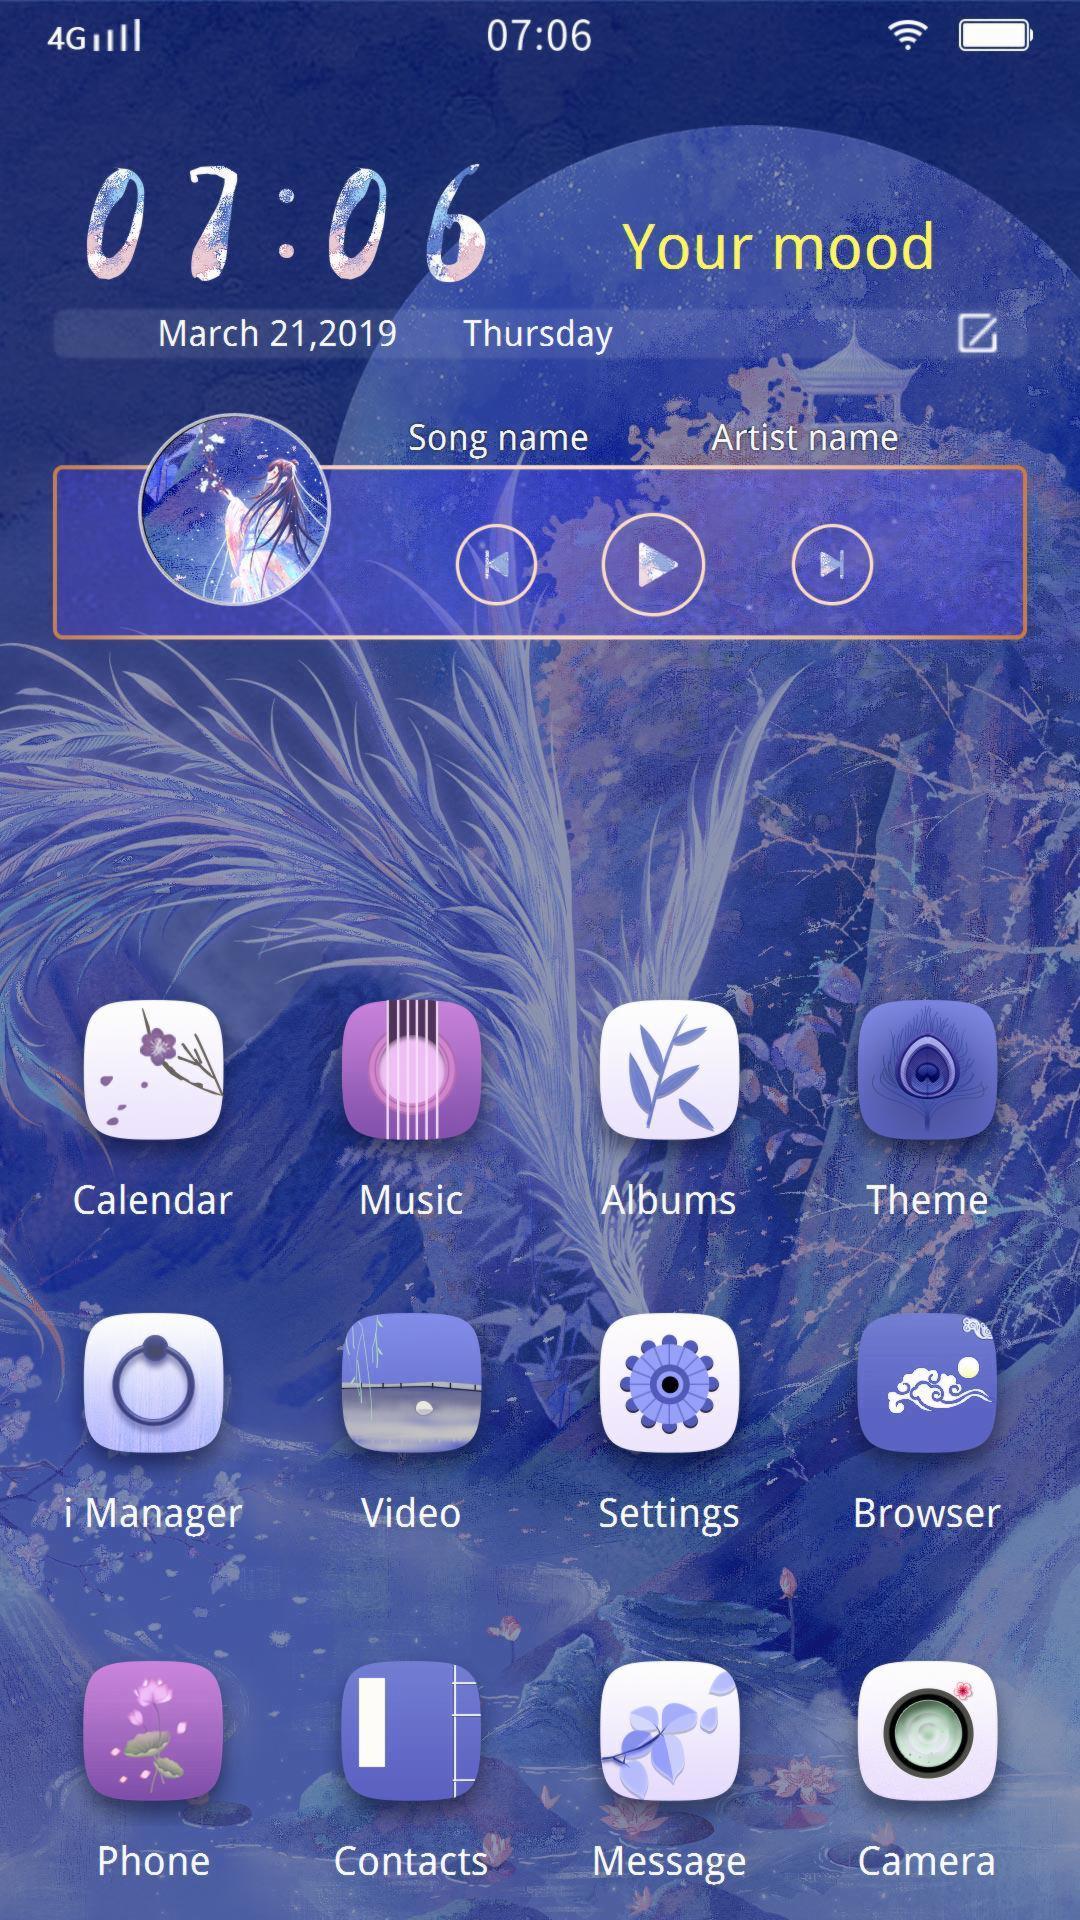 4G 07:06
07:06
Your mood
March 21,2019 Thursday
Song name Artist name
Calendar Music Albums Theme
i Manager Video Settings Browser
Phone Contacts Message Camera